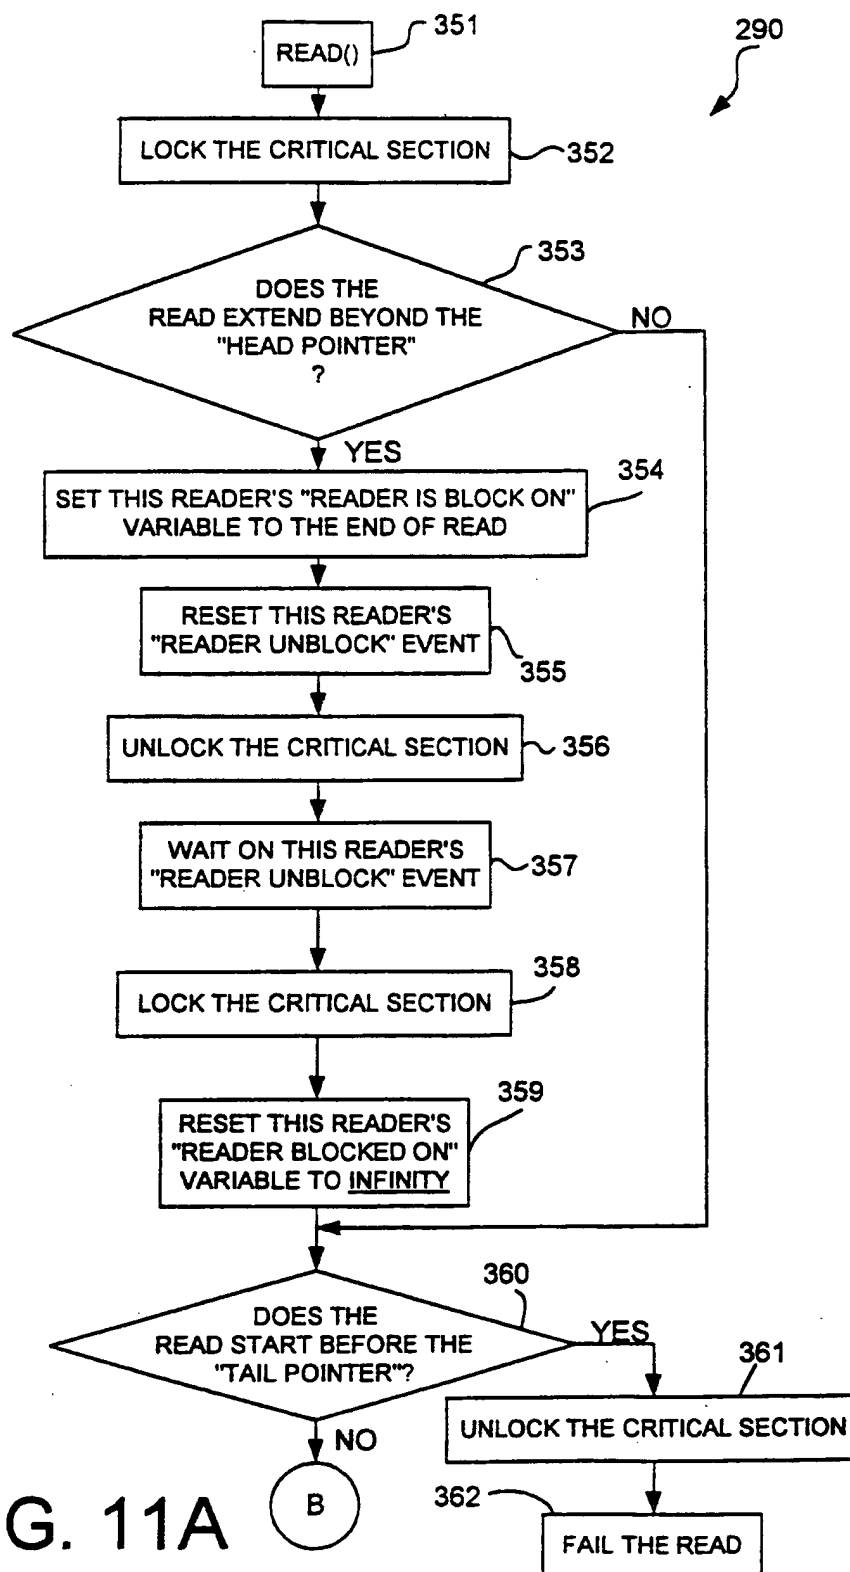 READ()
351
290
LOCK THE CRITICAL SECTION
352
353
DOES THE
READ EXTEND BEYOND THE
"HEAD POINTER"
?
NO
YES
354
SET THIS READER'S "READER IS BLOCK ON"
VARIABLE TO THE END OF READ
RESET THIS READER'S
"READER UNBLOCK" EVENT
355
UNLOCK THE CRITICAL SECTION
356
WAIT ON THIS READER'S
"READER UNBLOCK" EVENT
357
358
LOCK THE CRITICAL SECTION
359
RESET THIS READER'S
"READER BLOCKED ON"
VARIABLE TO INFINITY
360
DOES THE
READ START BEFORE THE
"TAIL POINTER"?
YES
361
UNLOCK THE CRITICAL SECTION
NO
B
362
FAIL THE READ
G. 11A